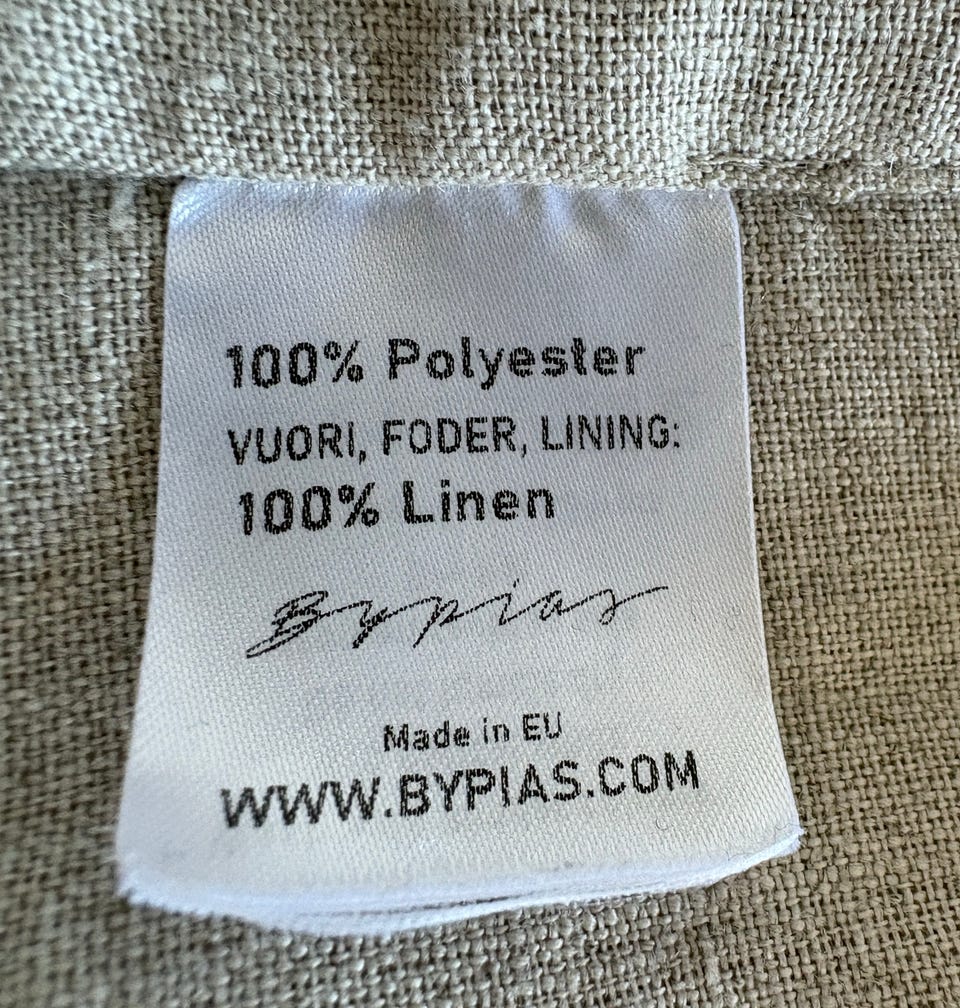 100% Polyester
VUORI, FODER, LINING:
100% Linen
Bypias
Made in EU
WWW.BYPIAS.COM